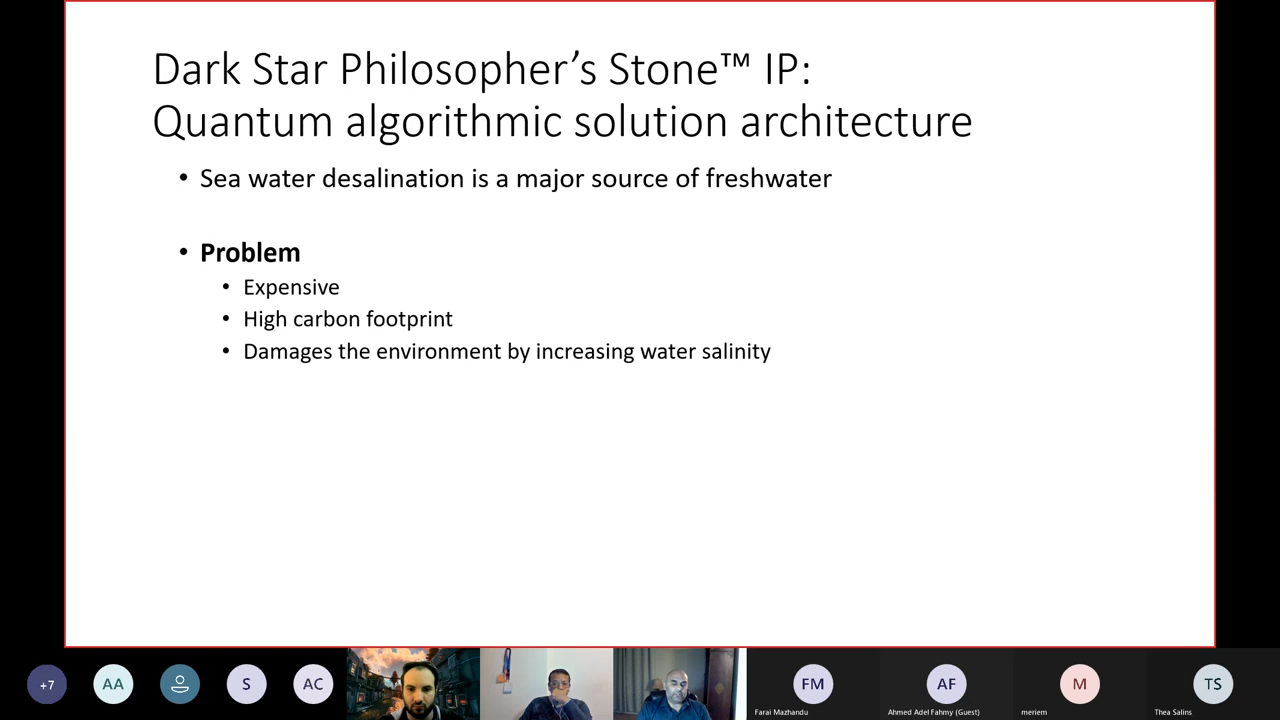 Dark Star Philosopher’s Stone™ IP:
Quantum algorithmic solution architecture
• Sea water desalination is a major source of freshwater
• Problem
• Expensive
• High carbon footprint
• Damages the environment by increasing water salinity
+7
AA
S
AC
FM
AF
M
TS
Farai Mazhandu
Ahmed Adel Fahmy (Guest)
meriem
Thea Salins